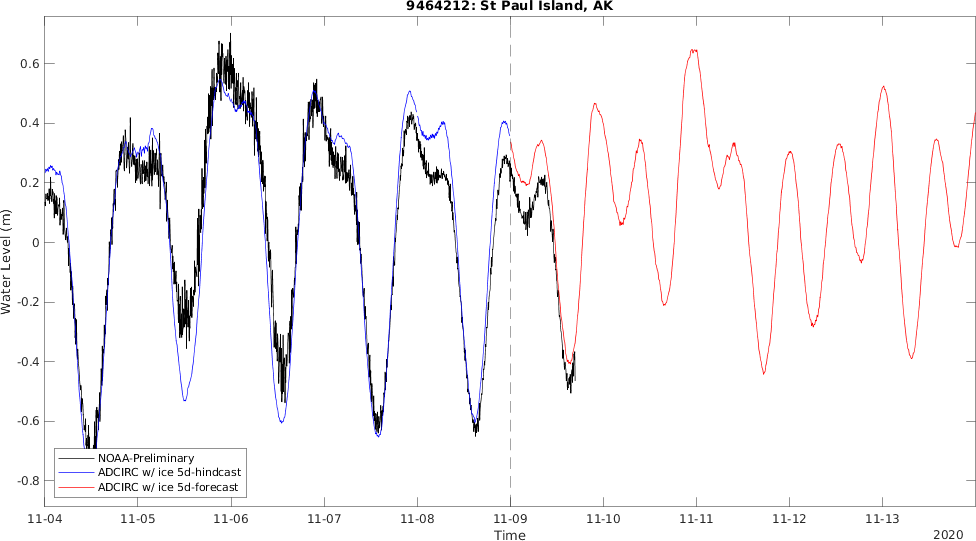 9464212: St Paul Island, AK
Water Level (m)
0.6
0.4
0.2
0
-0.2
-0.4
-0.6
-0.8
NOAA-Preliminary
ADCIRC w/ ice 5d-hindcast
ADCIRC w/ ice 5d-forecast
11-04 11-05 11-06 11-07 11-08 11-09 11-10 11-11 11-12 11-13
Time
2020